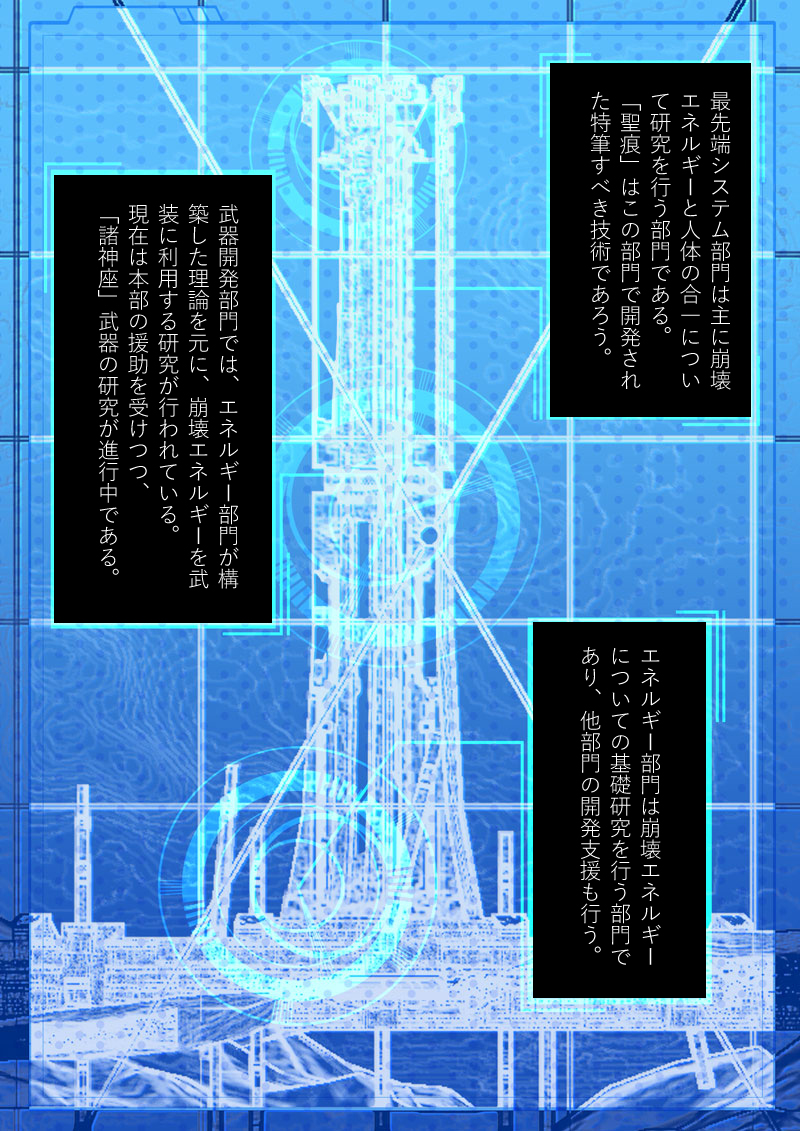 最先端システム部門は主に崩壊
エネルギーと人体の合一につい
て研究を行う部門である。
「聖痕」はこの部門で開発され
た特筆すべき技術であろう。
武器開発部門では、エネルギー部門が構
築した理論を元に、崩壊エネルギーを武
装に利用する研究が行われている。
現在は本部の援助を受けつつ、
「諸神座」武器の研究が進行中である。
エネルギー部門は崩壊エネルギー
についての基礎研究を行う部門で
あり、他部門の開発支援も行う。